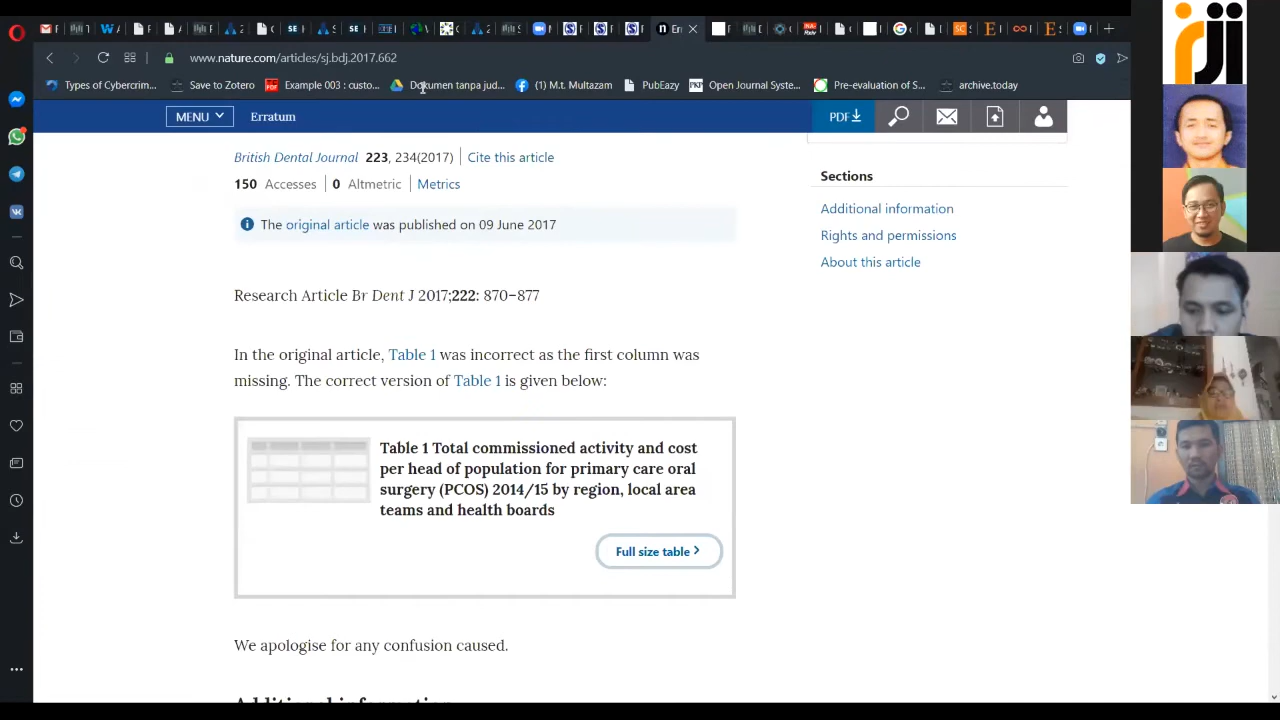 www.nature.com/articles/sj.bdj.2017.662
Types of Cybercrim...
Save to Zotero
Example 003 : custo...
Dokumen tanpa jud...
(1) M.t. Multazam
PubEazy
Open Journal Syste...
Pre-evaluation of S...
archive.today
MENU
Erratum
PDF
British Dental Journal 223, 234(2017) Cite this article
150 Accesses 0 Altmetric Metrics
The original article was published on 09 June 2017
Research Article Br Dent J 2017;222: 870–877
In the original article, Table 1 was incorrect as the first column was
missing. The correct version of Table 1 is given below:
Table 1 Total commissioned activity and cost
per head of population for primary care oral
surgery (PCOS) 2014/15 by region, local area
teams and health boards
Full size table
We apologise for any confusion caused.
Additional information
Sections
Additional information
Rights and permissions
About this article
rji